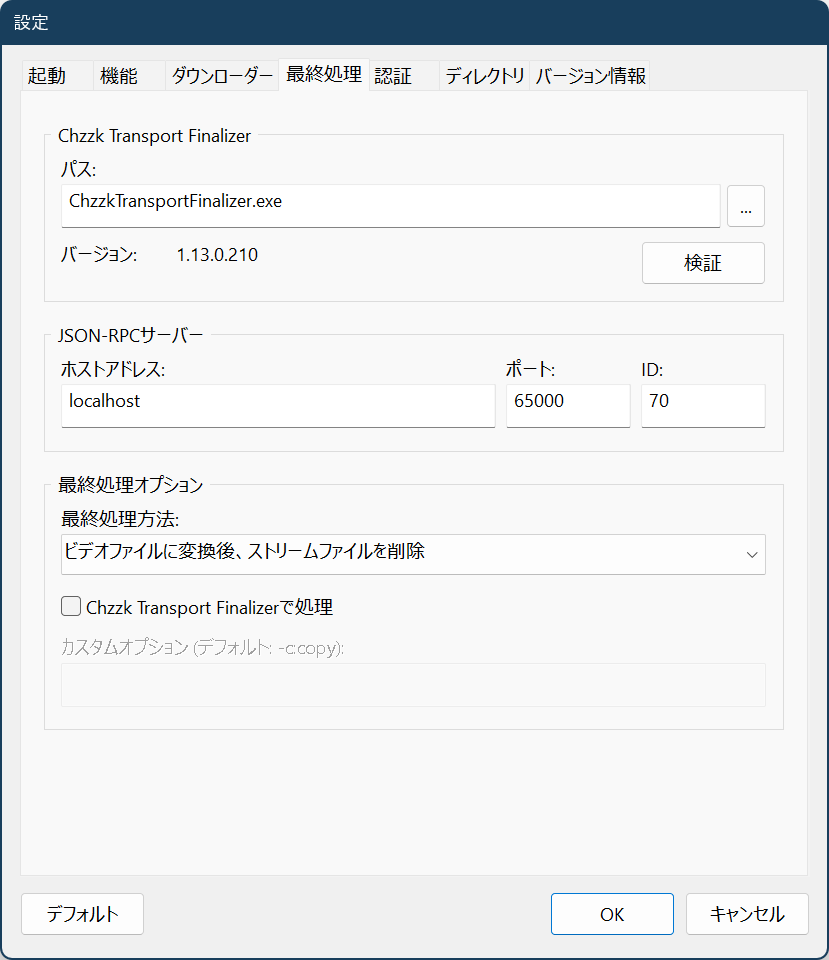 設定
起動 機能 ダウンローダー 最終処理 認証 ディレクトリ バージョン情報
Chzzk Transport Finalizer
パス:
ChzzkTransportFinalizer.exe ...
バージョン: 1.13.0.210 検証
JSON-RPCサーバー
ホストアドレス: ポート: ID:
localhost 65000 70
最終処理オプション
最終処理方法:
ビデオファイルに変換後、ストリームファイルを削除
Chzzk Transport Finalizerで処理
カスタムオプション (デフォルト: -c:copy):
デフォルト OK キャンセル